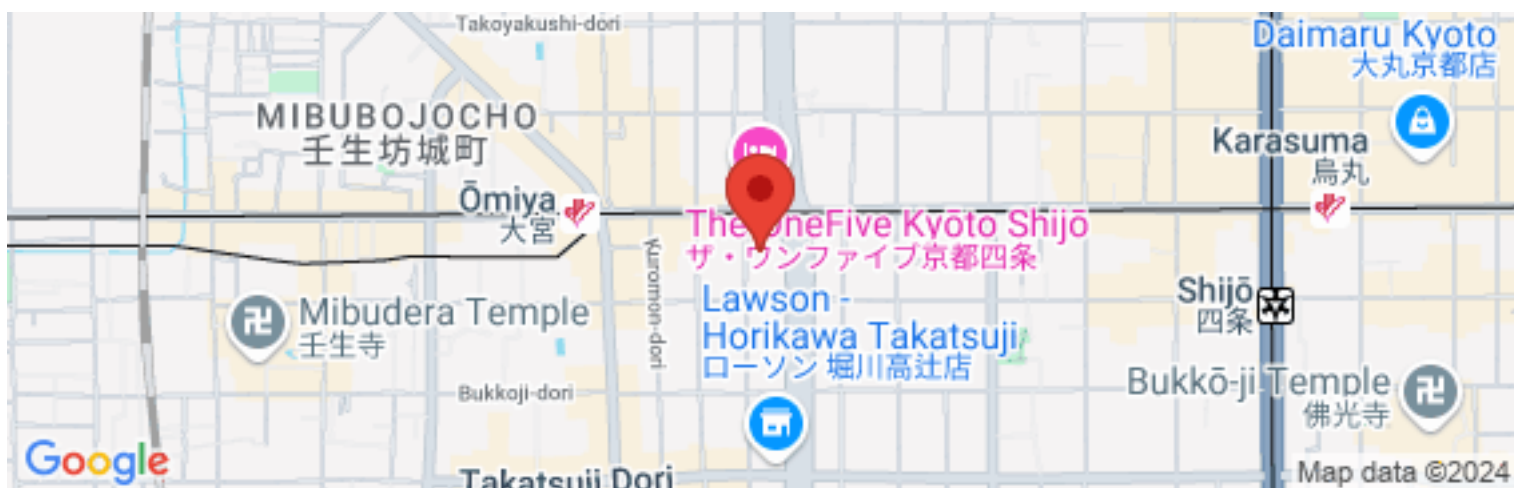 Takoyakushi-dori
Daimaru Kyoto
大丸京都店
MIBUBOJOCHO
壬生坊城町
Karasuma
烏丸
Ōmiya
大宮
The OneFive Kyōto Shijō
ザ・ワンファイブ京都四条
Kuromon-dori
Shijō
四条
Mibudera Temple
壬生寺
Lawson -
Horikawa Takatsuji
ローソン 堀川高辻店
Bukkoji-dori
Bukkō-ji Temple
佛光寺
Google
Takatsuji Dori
Map data ©2024